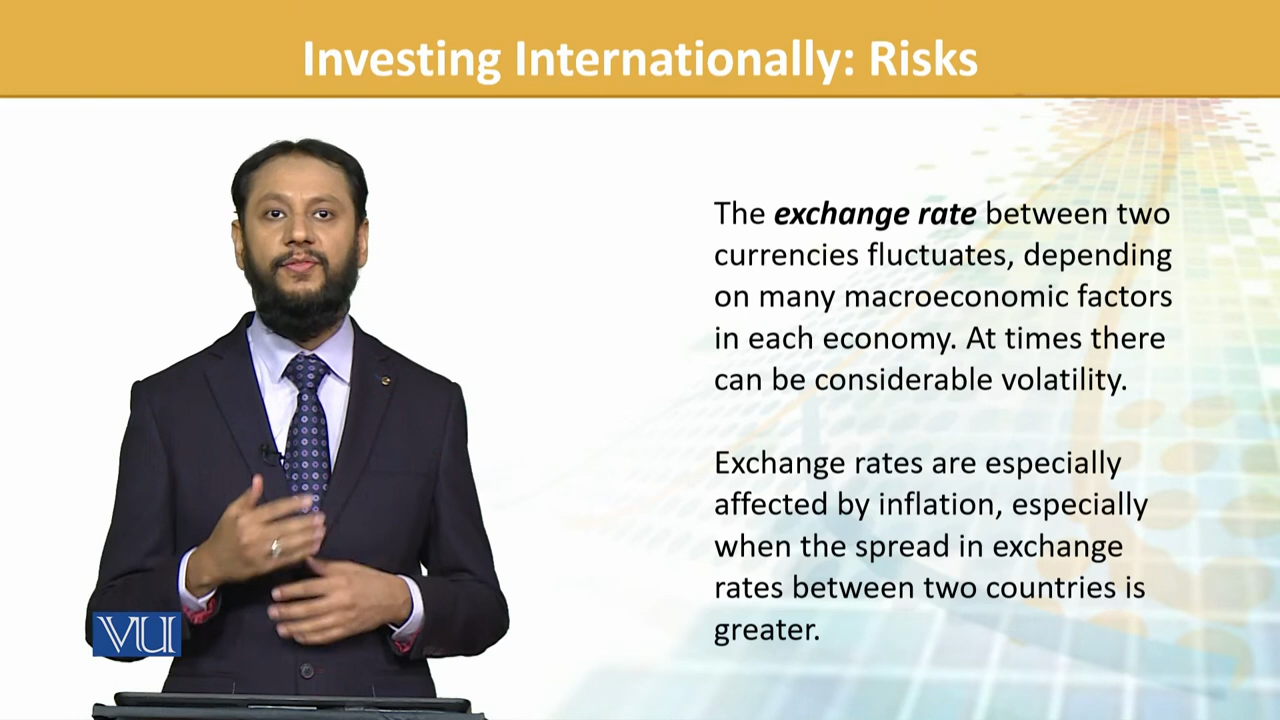 Investing Internationally: Risks
The exchange rate between two
currencies fluctuates, depending
on many macroeconomic factors
in each economy. At times there
can be considerable volatility.
Exchange rates are especially
affected by inflation, especially
when the spread in exchange
rates between two countries is
greater.
VU